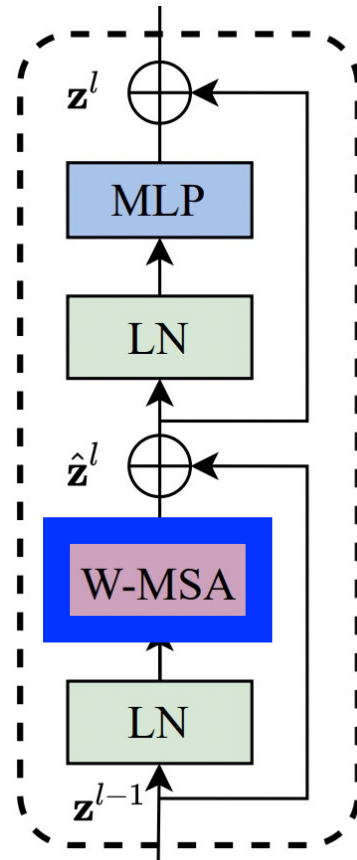 z^l
MLP
LN
ẑ^l
W-MSA
LN
z^{l-1}